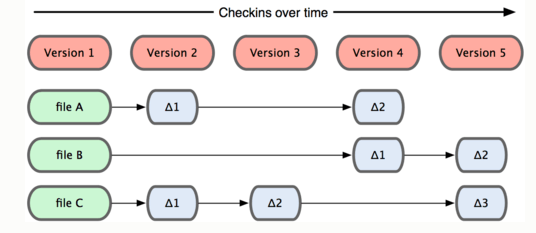 Checkins over time
Version 1 Version 2 Version 3 Version 4 Version 5
file A Δ1 Δ2
file B Δ1 Δ2
file C Δ1 Δ2 Δ3